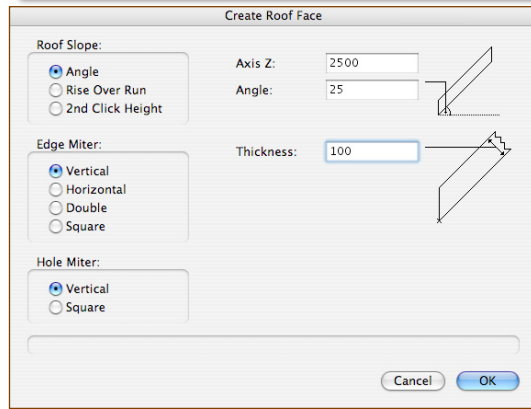 Create Roof Face
Roof Slope:
Angle
Rise Over Run
2nd Click Height
Axis Z: 2500
Angle: 25
Edge Miter:
Vertical
Horizontal
Double
Square
Thickness: 100
Hole Miter:
Vertical
Square
Cancel OK